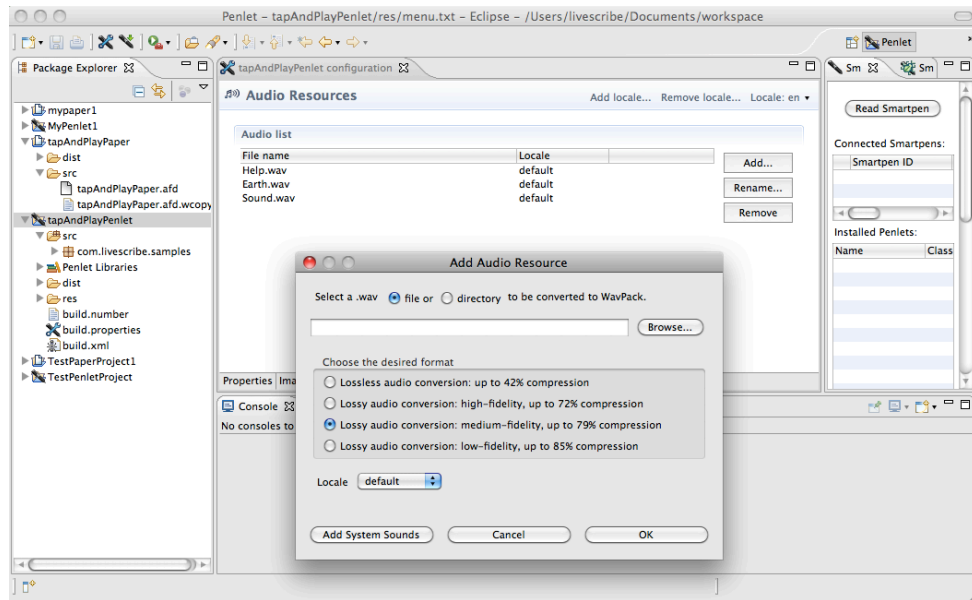 Penlet – tapAndPlayPenlet/res/menu.txt – Eclipse – /Users/livescribe/Documents/workspace
Penlet
Package Explorer
mypaper1
MyPenlet1
tapAndPlayPaper
dist
src
tapAndPlayPaper.afd
tapAndPlayPaper.afd.wcopy
tapAndPlayPenlet
src
com.livescribe.samples
Penlet Libraries
dist
res
build.number
build.properties
build.xml
TestPaperProject1
TestPenletProject
tapAndPlayPenlet configuration
Audio Resources
Add locale... Remove locale... Locale: en
Audio list
File name Locale
Help.wav default
Earth.wav default
Sound.wav default
Add...
Rename...
Remove
Properties Ima
Console
No consoles to
Sm Sm
Read Smartpen
Connected Smartpens:
Smartpen ID
Installed Penlets:
Name Class
Add Audio Resource
Select a .wav file or directory to be converted to WavPack.
Browse...
Choose the desired format
Lossless audio conversion: up to 42% compression
Lossy audio conversion: high-fidelity, up to 72% compression
Lossy audio conversion: medium-fidelity, up to 79% compression
Lossy audio conversion: low-fidelity, up to 85% compression
Locale default
Add System Sounds Cancel OK